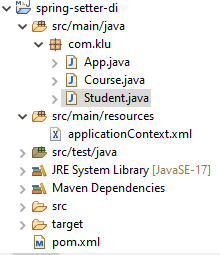 spring-setter-di
src/main/java
com.klu
App.java
Course.java
Student.java
src/main/resources
applicationContext.xml
src/test/java
JRE System Library [JavaSE-17]
Maven Dependencies
src
target
pom.xml